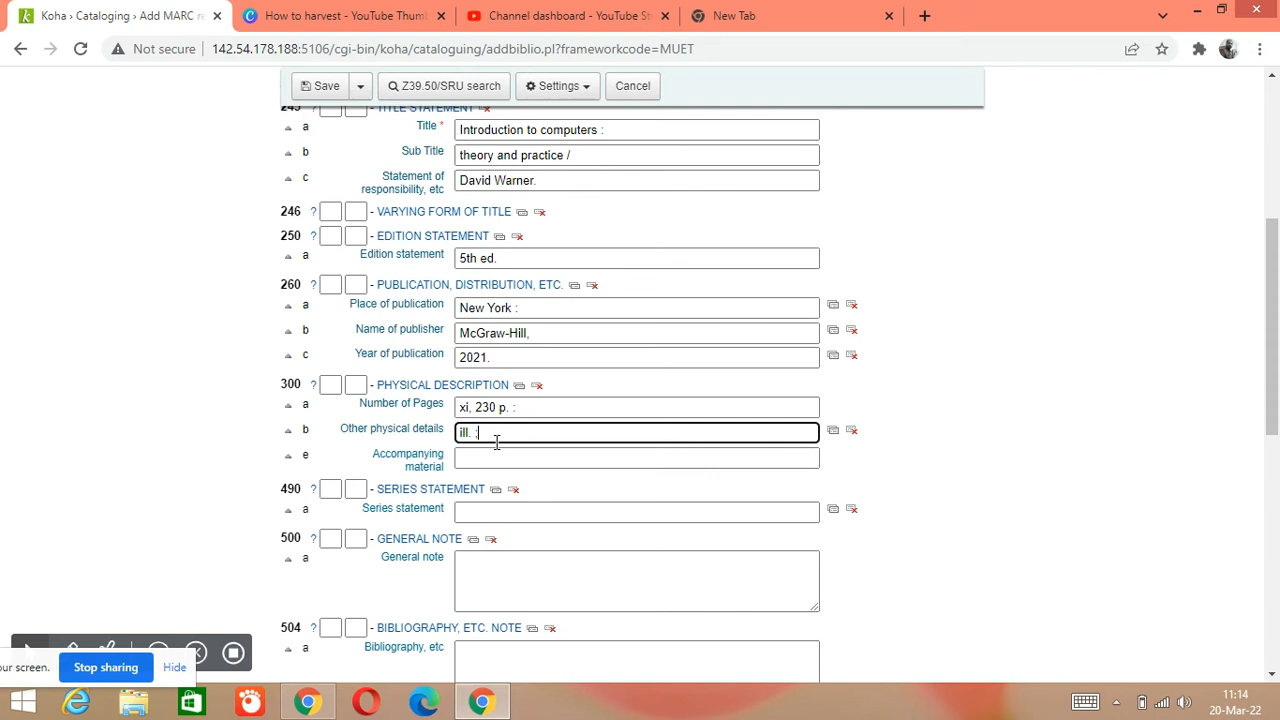 Koha › Cataloging › Add MARC re
How to harvest - YouTube Thumb
Channel dashboard - YouTube St
New Tab
Not secure 142.54.178.188:5106/cgi-bin/koha/cataloguing/addbiblio.pl?frameworkcode=MUET
Save Z39.50/SRU search Settings Cancel
245 ? - TITLE STATEMENT
a Title * Introduction to computers :
b Sub Title theory and practice /
c Statement of responsibility, etc David Warner.
246 ? - VARYING FORM OF TITLE
250 ? - EDITION STATEMENT
a Edition statement 5th ed.
260 ? - PUBLICATION, DISTRIBUTION, ETC.
a Place of publication New York :
b Name of publisher McGraw-Hill,
c Year of publication 2021.
300 ? - PHYSICAL DESCRIPTION
a Number of Pages xi, 230 p. :
b Other physical details ill. ;
e Accompanying material
490 ? - SERIES STATEMENT
a Series statement
500 ? - GENERAL NOTE
a General note
504 ? - BIBLIOGRAPHY, ETC. NOTE
a Bibliography, etc
our screen. Stop sharing Hide
11:14
20-Mar-22